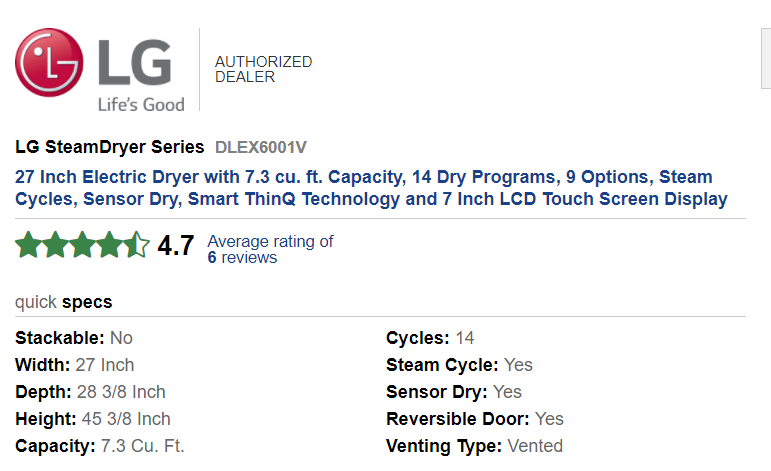 LG
Life's Good
AUTHORIZED
DEALER
LG SteamDryer Series DLEX6001V
27 Inch Electric Dryer with 7.3 cu. ft. Capacity, 14 Dry Programs, 9 Options, Steam
Cycles, Sensor Dry, Smart ThinQ Technology and 7 Inch LCD Touch Screen Display
4.7
Average rating of
6 reviews
quick specs
Stackable: No
Width: 27 Inch
Depth: 28 3/8 Inch
Height: 45 3/8 Inch
Capacity: 7.3 Cu. Ft.
Cycles: 14
Steam Cycle: Yes
Sensor Dry: Yes
Reversible Door: Yes
Venting Type: Vented